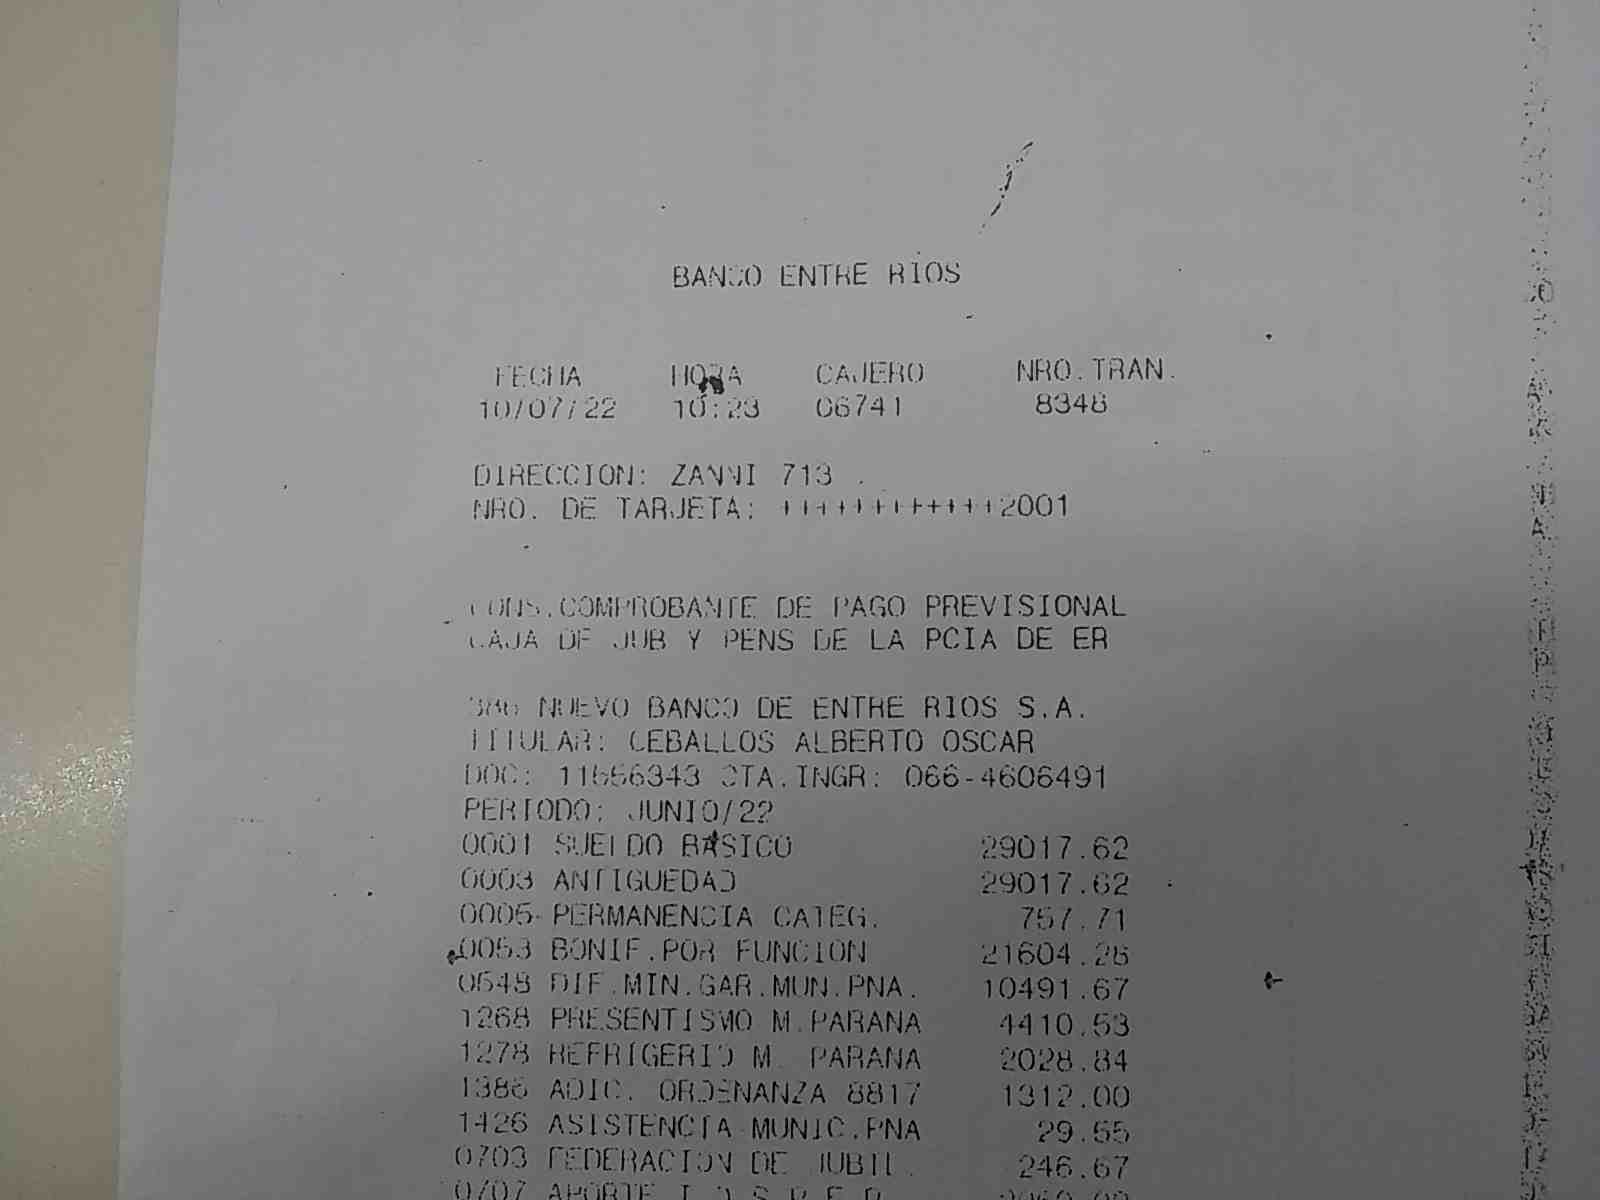 BANCO ENTRE RIOS
FECHA HORA CAJERO NRO.TRAN.
10/07/22 10:23 06741 8348
DIRECCION: ZANNI 713 .
NRO. DE TARJETA: ++++++++++++2001
CONS.COMPROBANTE DE PAGO PREVISIONAL
CAJA DE JUB Y PENS DE LA PCIA DE ER
386 NUEVO BANCO DE ENTRE RIOS S.A.
TITULAR: CEBALLOS ALBERTO OSCAR
DOC: CTA.INGR: 066-4606491
PERIODO: JUNIO/22
0001 SUELDO BASICO 29017.62
0003 ANTIGUEDAD 29017.62
0005 PERMANENCIA CATEG. 757.71
0053 BONIF.POR FUNCION
0548 DIF.MIN.GAR.MUN.PNA. 10491.67
1268 PRESENTISMO M.PARANA 4410.53
1278 REFRIGERIO M. PARANA 2028.84
1386 ADIC. ORDENANZA 8817 1312.00
1426 ASISTENCIA MUNIC.PNA 29.55
0703 FEDERACION DE JUBIL. 246.67
0707 APORTE I.O.S.P.E.R.